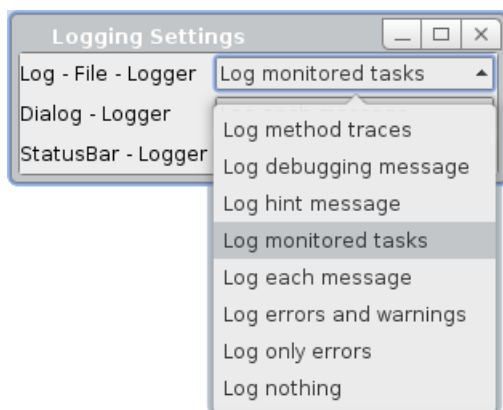 Logging Settings
Log - File - Logger Log monitored tasks
Dialog - Logger
StatusBar - Logger
Log method traces
Log debugging message
Log hint message
Log monitored tasks
Log each message
Log errors and warnings
Log only errors
Log nothing